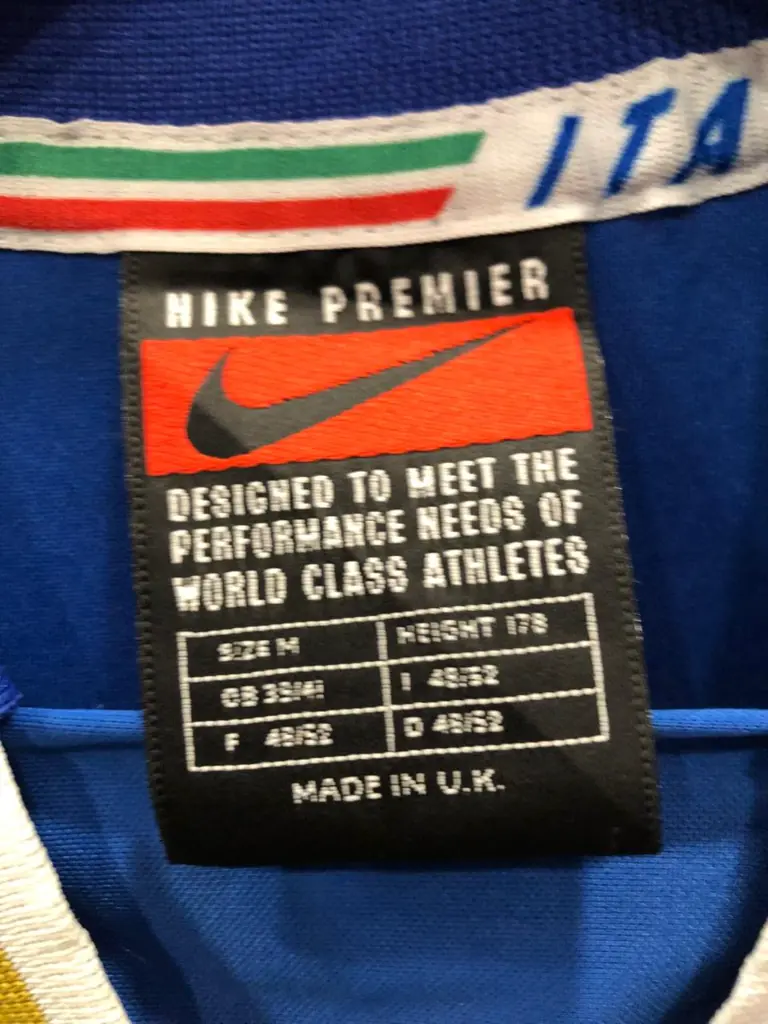 ITA
NIKE PREMIER
DESIGNED TO MEET THE
PERFORMANCE NEEDS OF
WORLD CLASS ATHLETES
SIZE M HEIGHT 178
GB 38/41 I 48/52
F 48/52 D 48/52
MADE IN U.K.